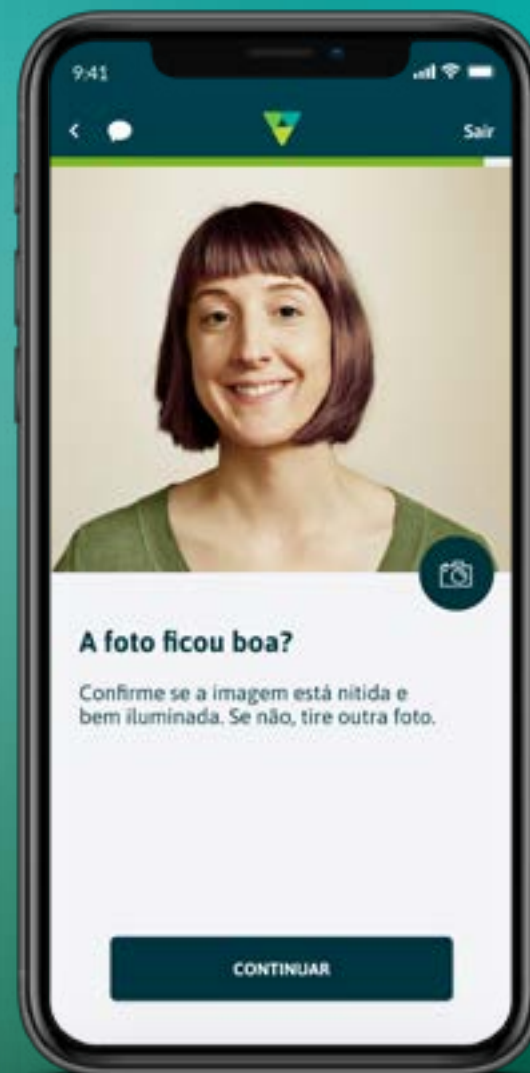 9:41
Sair
A foto ficou boa?
Confirme se a imagem está nítida e
bem iluminada. Se não, tire outra foto.
CONTINUAR